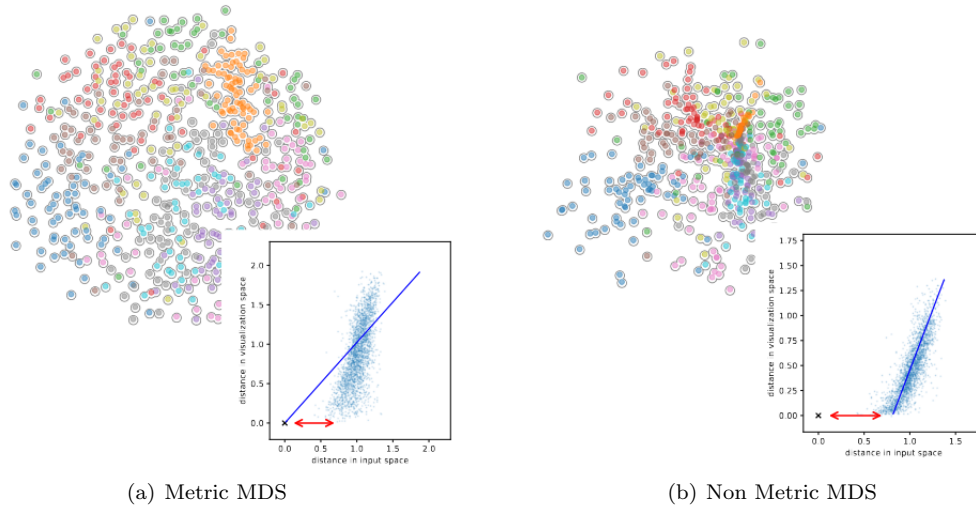 2.0
1.5
1.0
0.5
0.0
distance in visualization space
0.0 0.5 1.0 1.5 2.0
distance in input space
1.75
1.50
1.25
1.00
0.75
0.50
0.25
0.00
distance n visualization space
0.0 0.5 1.0 1.5
distance in input space
(a) Metric MDS
(b) Non Metric MDS